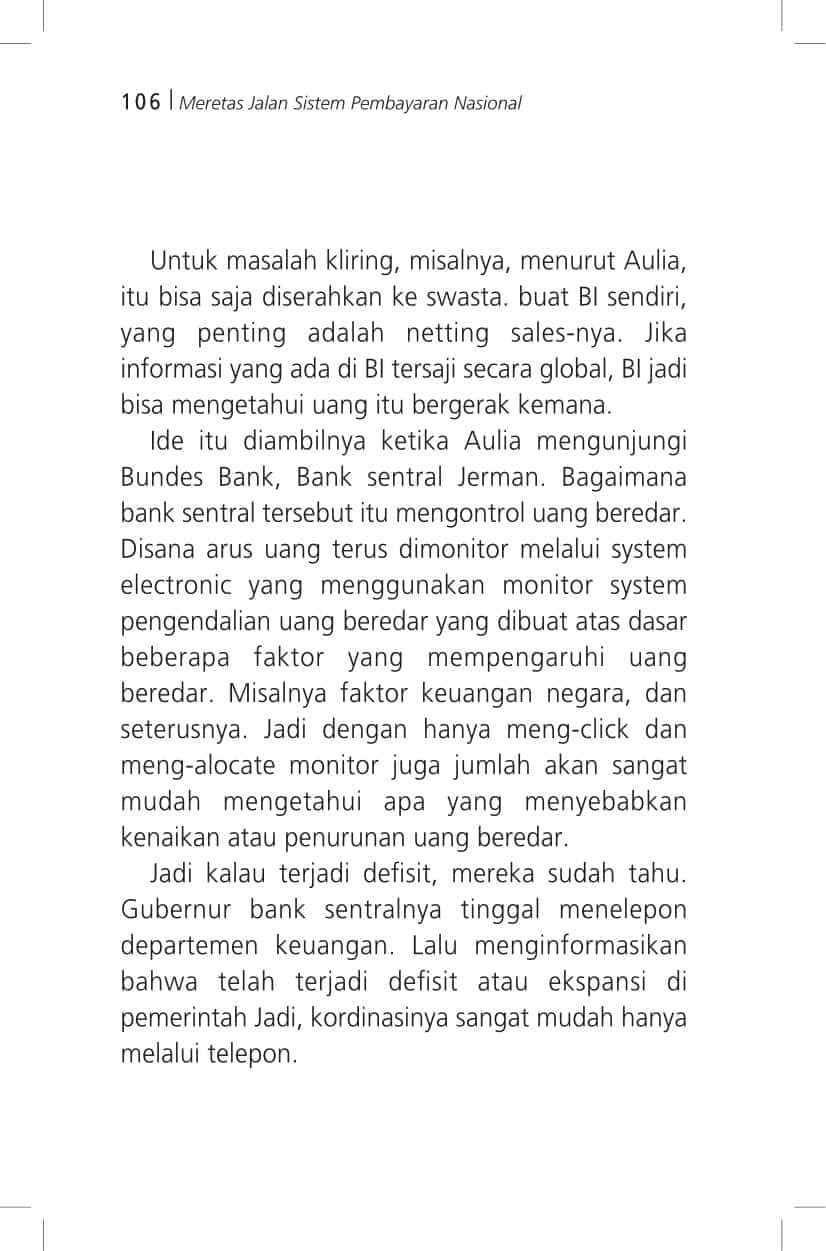 106 | Meretas Jalan Sistem Pembayaran Nasional
Untuk masalah kliring, misalnya, menurut Aulia,
itu bisa saja diserahkan ke swasta. buat BI sendiri,
yang penting adalah netting sales-nya. Jika
informasi yang ada di BI tersaji secara global, BI jadi
bisa mengetahui uang itu bergerak kemana.
Ide itu diambilnya ketika Aulia mengunjungi
Bundes Bank, Bank sentral Jerman. Bagaimana
bank sentral tersebut itu mengontrol uang beredar.
Disana arus uang terus dimonitor melalui system
electronic yang menggunakan monitor system
pengendalian uang beredar yang dibuat atas dasar
beberapa faktor yang mempengaruhi uang
beredar. Misalnya faktor keuangan negara, dan
seterusnya. Jadi dengan hanya meng-click dan
meng-alocate monitor juga jumlah akan sangat
mudah mengetahui apa yang menyebabkan
kenaikan atau penurunan uang beredar.
Jadi kalau terjadi defisit, mereka sudah tahu.
Gubernur bank sentralnya tinggal menelepon
departemen keuangan. Lalu menginformasikan
bahwa telah terjadi defisit atau ekspansi di
pemerintah Jadi, kordinasinya sangat mudah hanya
melalui telepon.